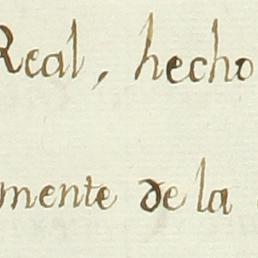 Real, hecho
mente de la